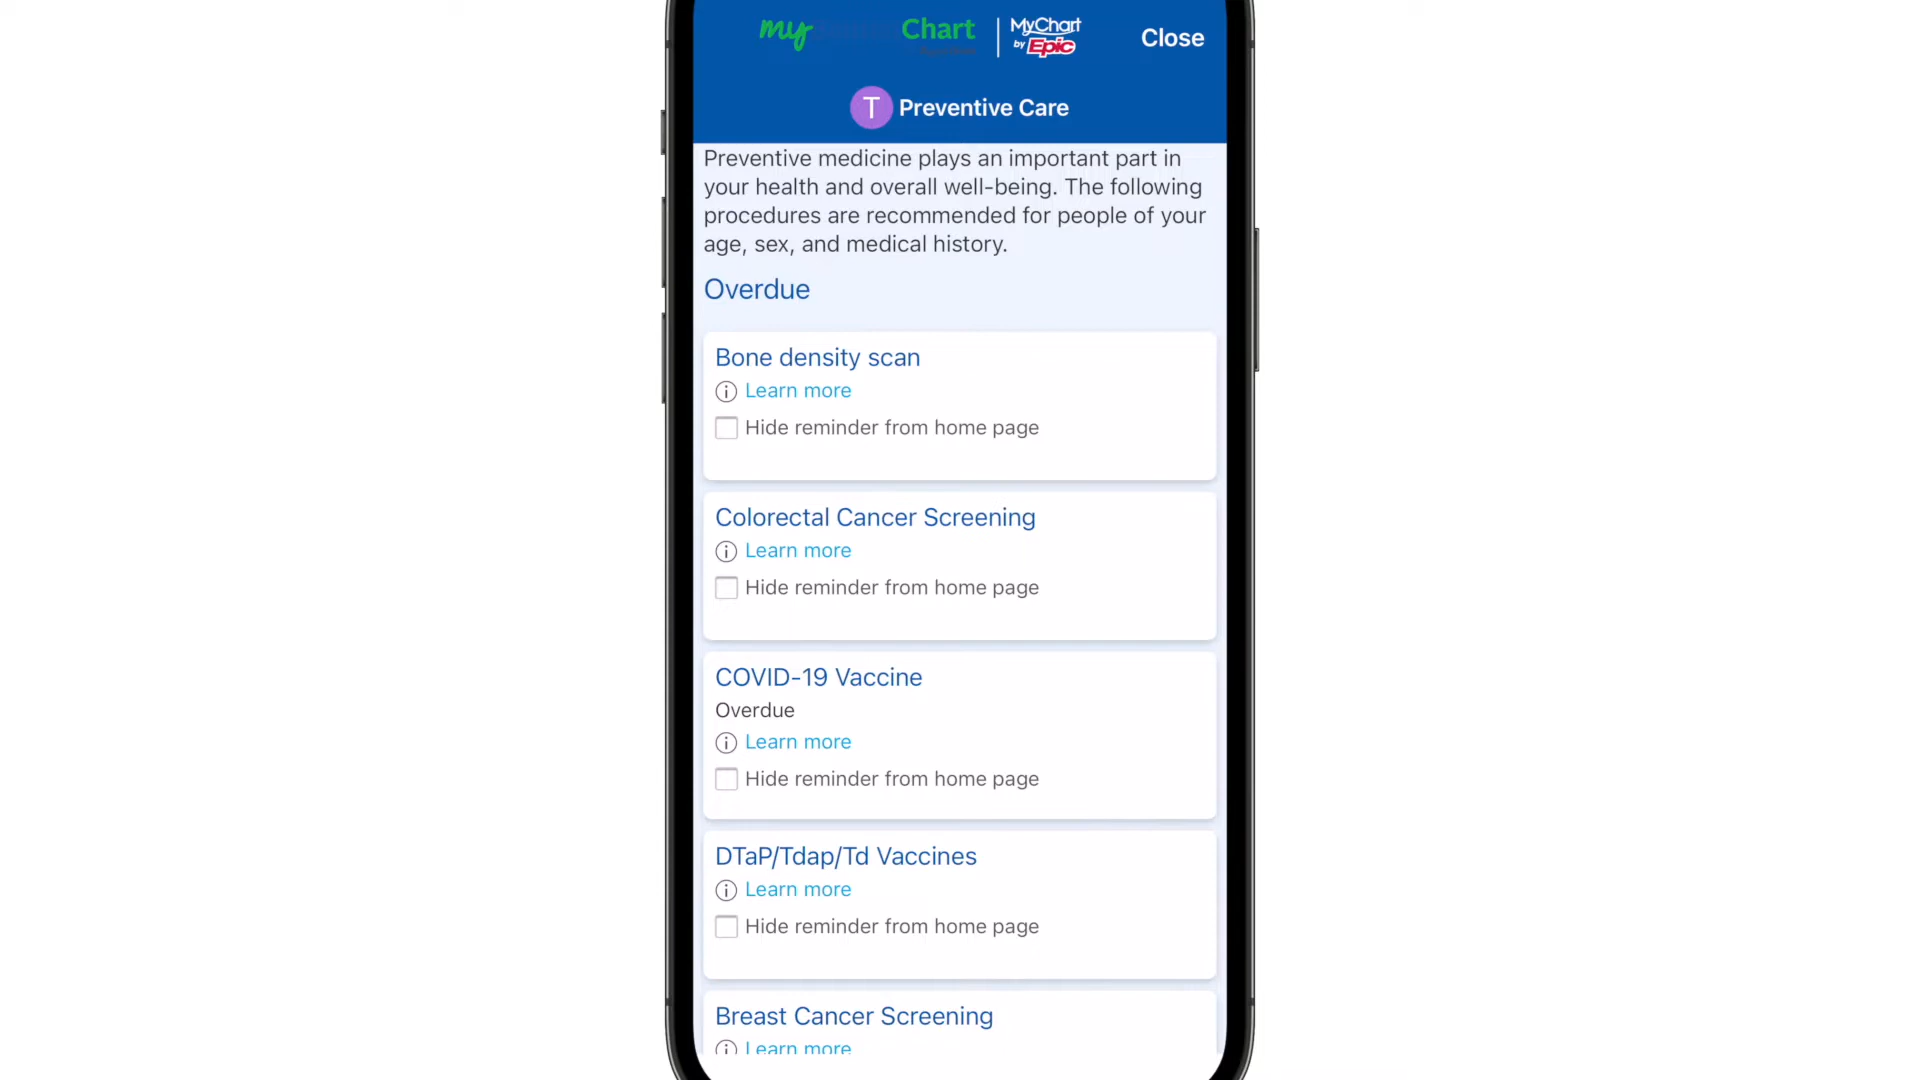 my Chart
MyChart
by Epic
Close
T Preventive Care
Preventive medicine plays an important part in
your health and overall well-being. The following
procedures are recommended for people of your
age, sex, and medical history.
Overdue
Bone density scan
Learn more
Hide reminder from home page
Colorectal Cancer Screening
Learn more
Hide reminder from home page
COVID-19 Vaccine
Overdue
Learn more
Hide reminder from home page
DTaP/Tdap/Td Vaccines
Learn more
Hide reminder from home page
Breast Cancer Screening
Learn more